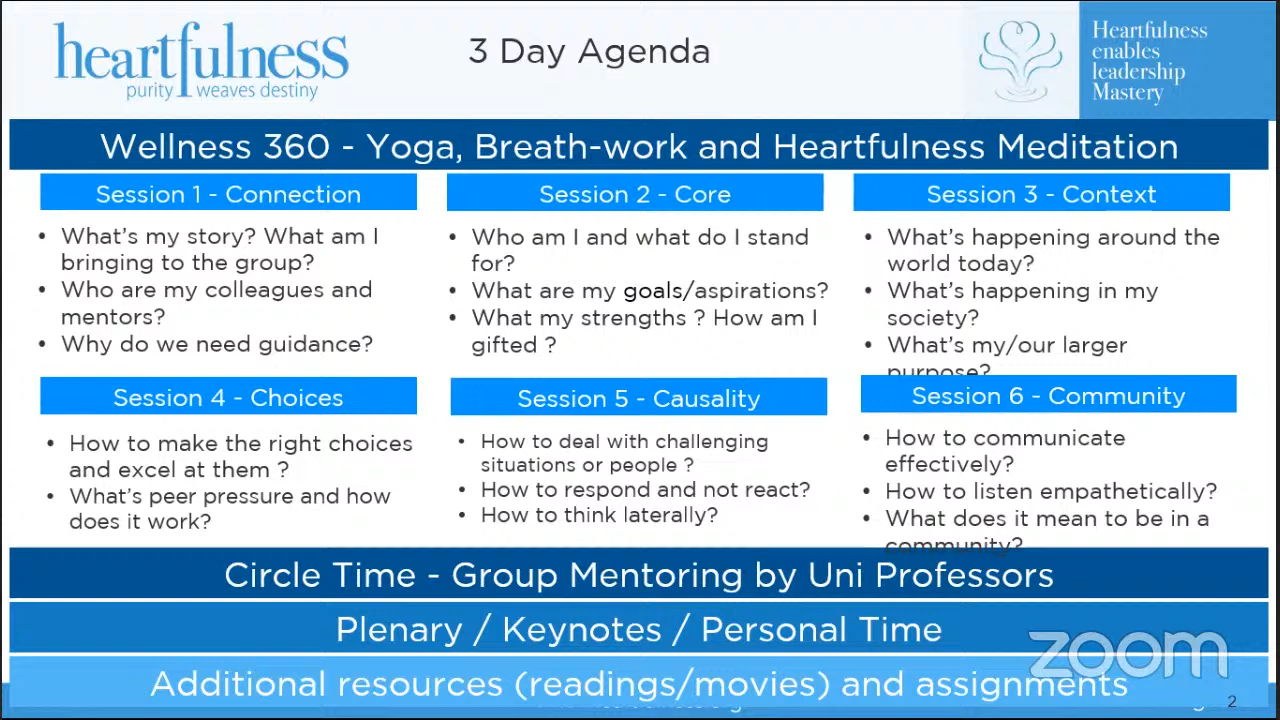 heartfulness
purity weaves destiny
3 Day Agenda
Heartfulness
enables
leadership
Mastery
Wellness 360 - Yoga, Breath-work and Heartfulness Meditation
Session 1 - Connection
• What's my story? What am I
bringing to the group?
• Who are my colleagues and
mentors?
• Why do we need guidance?
Session 2 - Core
• Who am I and what do I stand
for?
• What are my goals/aspirations?
• What my strengths ? How am I
gifted ?
Session 3 - Context
• What's happening around the
world today?
• What's happening in my
society?
• What's my/our larger
purpose?
Session 4 - Choices
• How to make the right choices
and excel at them ?
• What's peer pressure and how
does it work?
Session 5 - Causality
• How to deal with challenging
situations or people ?
• How to respond and not react?
• How to think laterally?
Session 6 - Community
• How to communicate
effectively?
• How to listen empathetically?
• What does it mean to be in a
community?
Circle Time - Group Mentoring by Uni Professors
Plenary / Keynotes / Personal Time
zoom
Additional resources (readings/movies) and assignments
2